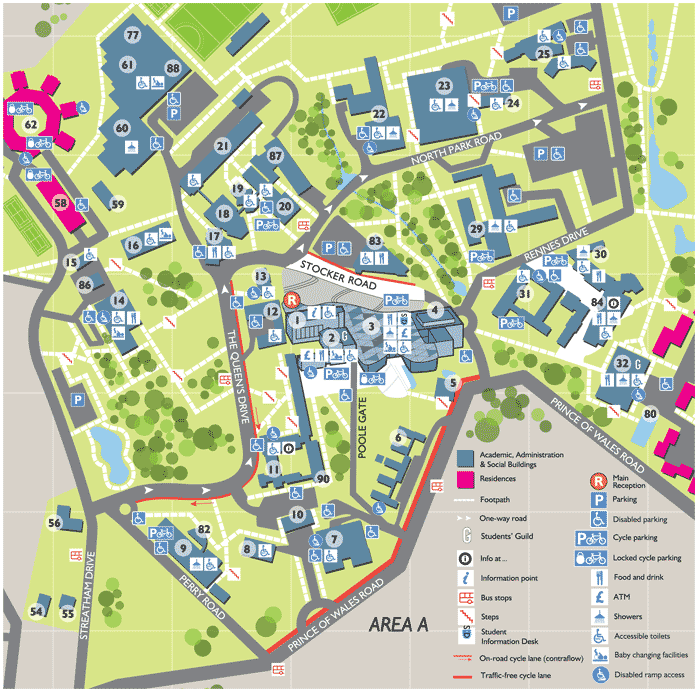 77
61
88
60
62
58
59
21
87
19
18
20
17
16
15
86
14
22
23
24
25
NORTH PARK ROAD
83
STOCKER ROAD
29
RENNES DRIVE
30
31
84
32
80
13
12
R
1
2
3
4
5
6
THE QUEEN'S DRIVE
POOLE GATE
PRINCE OF WALES ROAD
11
90
10
7
8
82
9
56
54
55
STREATHAM DRIVE
PERRY ROAD
PRINCE OF WALES ROAD
AREA A
Academic, Administration
& Social Buildings
Residences
Footpath
One-way road
G Students' Guild
i Info at ...
i Information point
Bus stops
Steps
SID Student
Information Desk
On-road cycle lane (contraflow)
Traffic-free cycle lane
R Main
Reception
P Parking
Disabled parking
P Cycle parking
Locked cycle parking
Food and drink
£ ATM
Showers
Accessible toilets
Baby changing facilities
Disabled ramp access